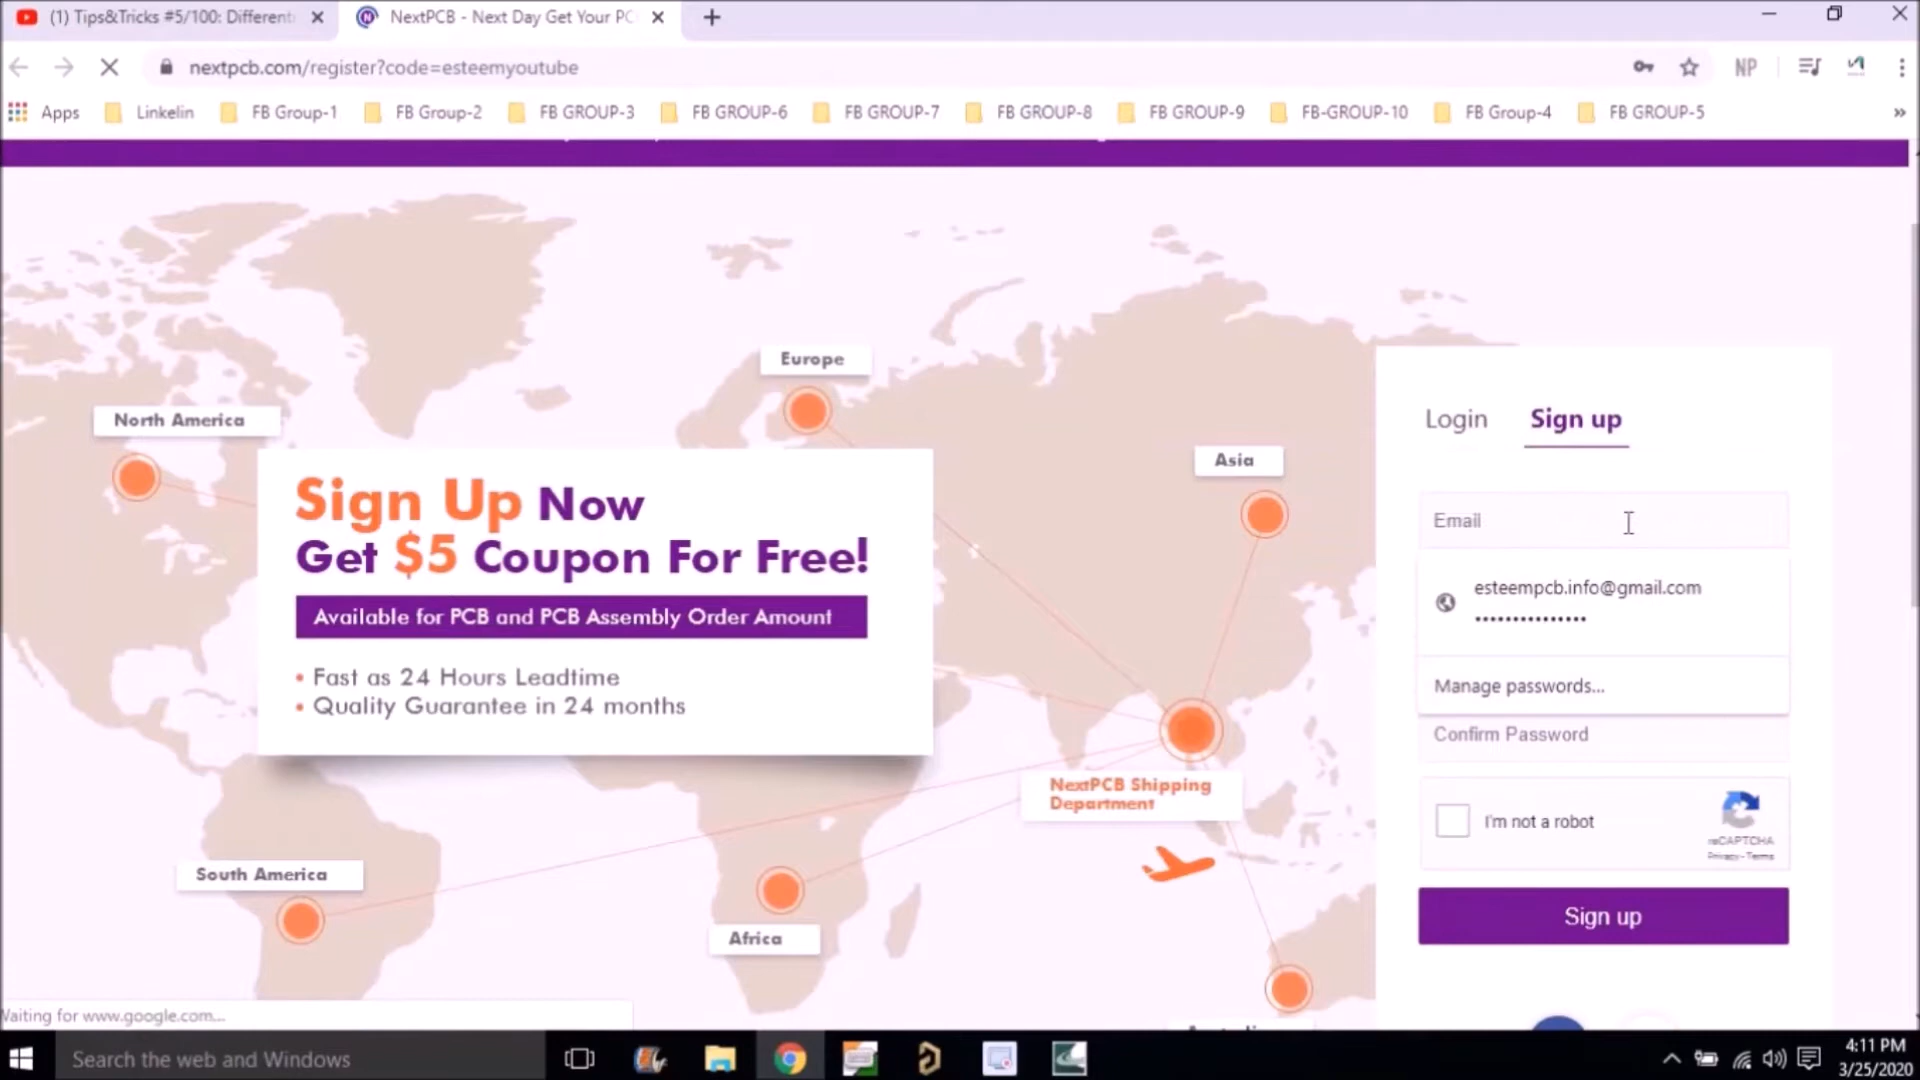 (1) Tips&Tricks #5/100: Different
NextPCB - Next Day Get Your PC
nextpcb.com/register?code=esteemyoutube
NP
Apps
Linkelin
FB Group-1
FB Group-2
FB GROUP-3
FB GROUP-6
FB GROUP-7
FB GROUP-8
FB GROUP-9
FB-GROUP-10
FB Group-4
FB GROUP-5
»
Europe
North America
Asia
Login
Sign up
Sign Up Now
Get $5 Coupon For Free!
Available for PCB and PCB Assembly Order Amount
• Fast as 24 Hours Leadtime
• Quality Guarantee in 24 months
Email
esteempcb.info@gmail.com
•••••••••••••••
Manage passwords...
Confirm Password
NextPCB Shipping
Department
I'm not a robot
reCAPTCHA
Privacy - Terms
South America
Africa
Sign up
Waiting for www.google.com...
Search the web and Windows
4:11 PM
3/25/2020